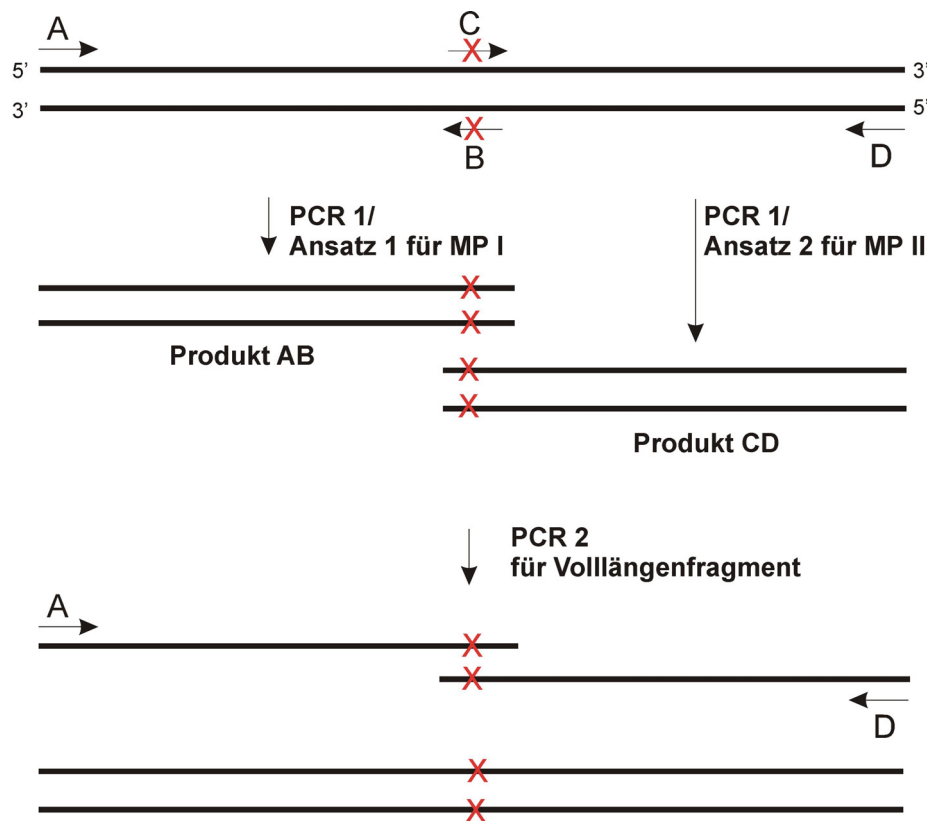 A
C
5'
3'
3'
5'
B
D
PCR 1/
Ansatz 1 für MP I
PCR 1/
Ansatz 2 für MP II
Produkt AB
Produkt CD
PCR 2
für Volllängenfragment
A
D